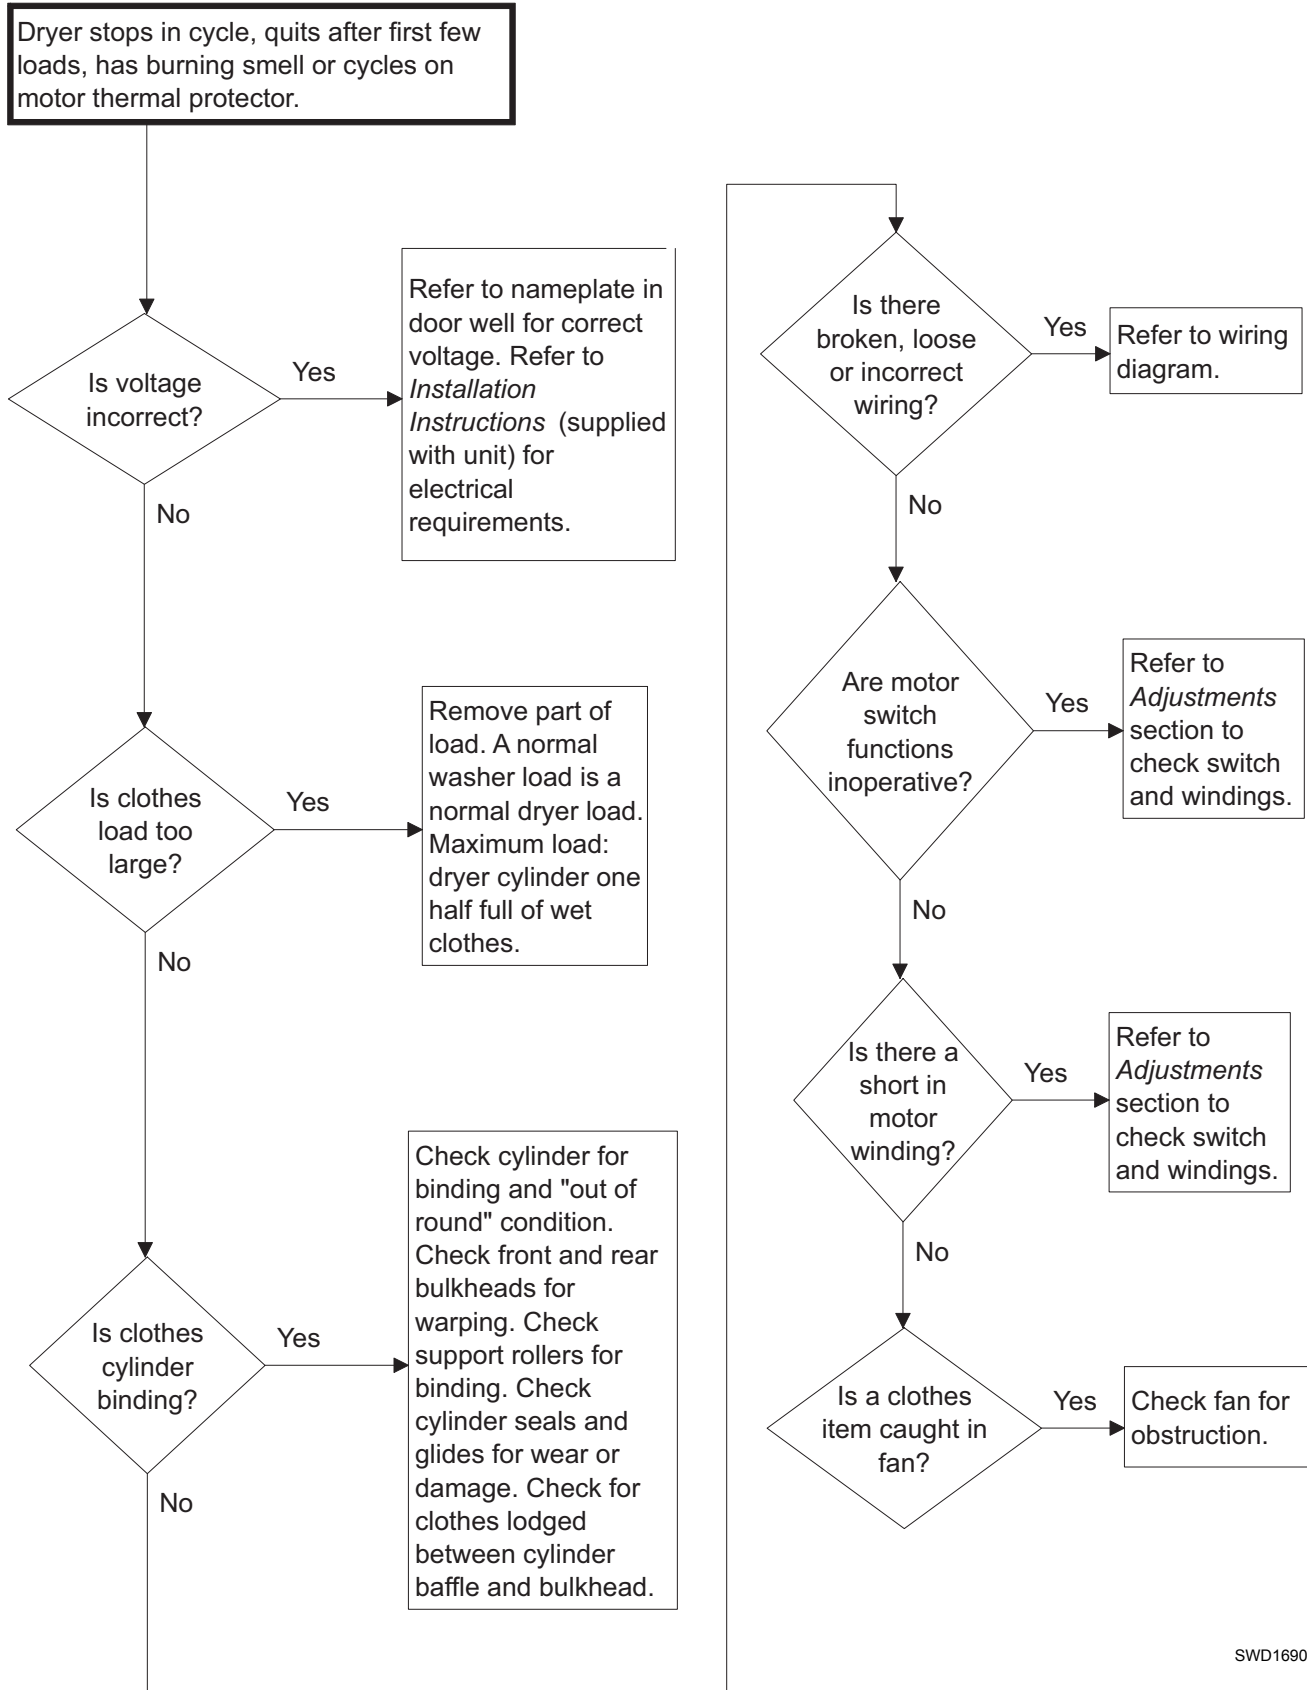 Dryer stops in cycle, quits after first few
loads, has burning smell or cycles on
motor thermal protector.
Is voltage
incorrect?
Yes
Refer to nameplate in
door well for correct
voltage. Refer to
Installation
Instructions (supplied
with unit) for
electrical
requirements.
No
Is clothes
load too
large?
Yes
Remove part of
load. A normal
washer load is a
normal dryer load.
Maximum load:
dryer cylinder one
half full of wet
clothes.
No
Is clothes
cylinder
binding?
Yes
Check cylinder for
binding and "out of
round" condition.
Check front and rear
bulkheads for
warping. Check
support rollers for
binding. Check
cylinder seals and
glides for wear or
damage. Check for
clothes lodged
between cylinder
baffle and bulkhead.
No
Is there
broken, loose
or incorrect
wiring?
Yes
Refer to wiring
diagram.
No
Are motor
switch
functions
inoperative?
Yes
Refer to
Adjustments
section to
check switch
and windings.
No
Is there a
short in
motor
winding?
Yes
Refer to
Adjustments
section to
check switch
and windings.
No
Is a clothes
item caught in
fan?
Yes
Check fan for
obstruction.
SWD1690